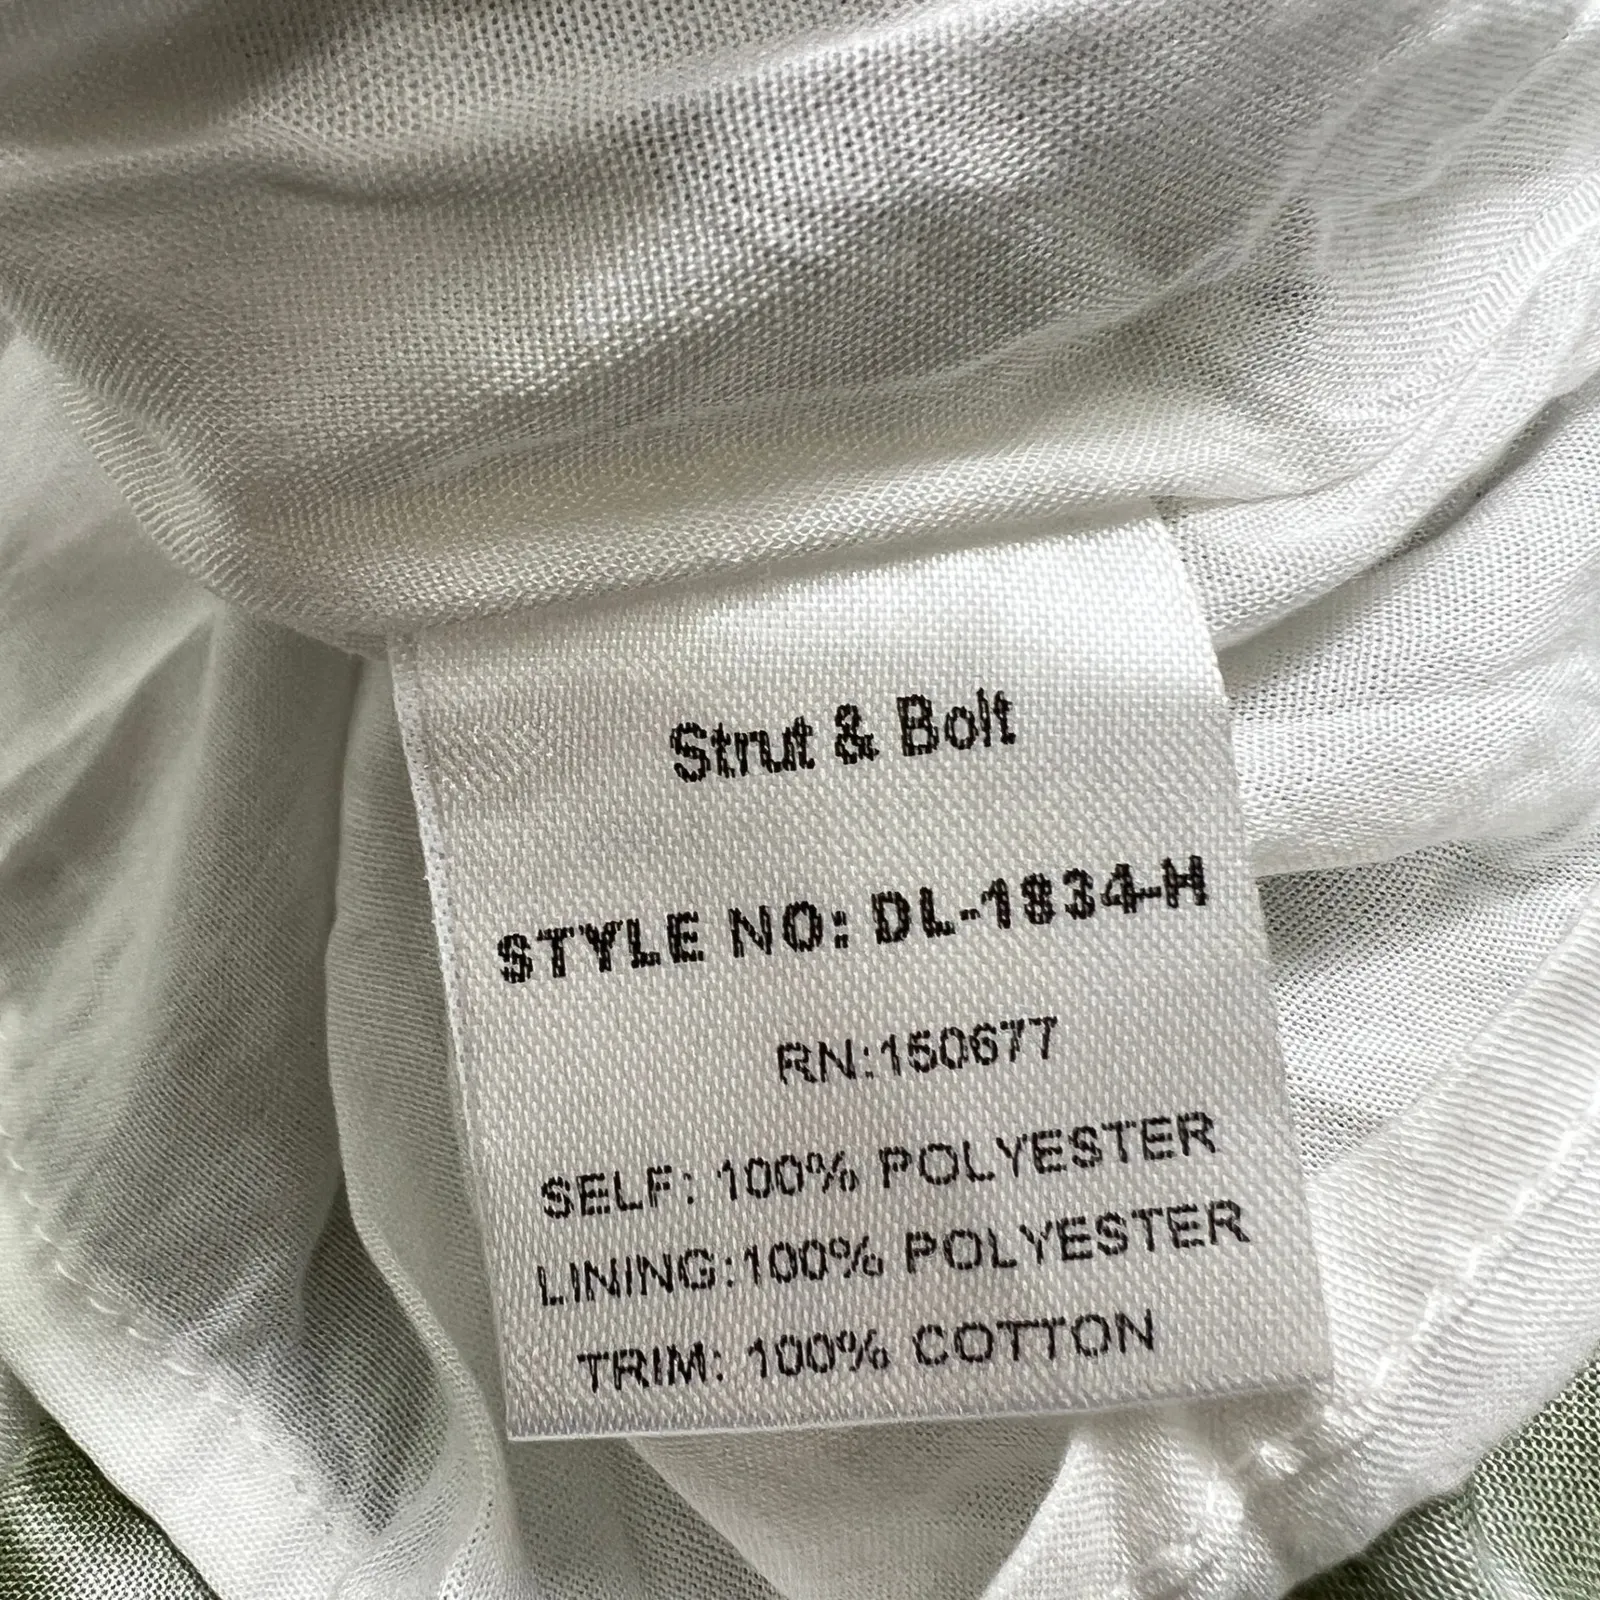 Strut & Bolt
STYLE NO: DL-1834-H
RN:150677
SELF: 100% POLYESTER
LINING:100% POLYESTER
TRIM: 100% COTTON